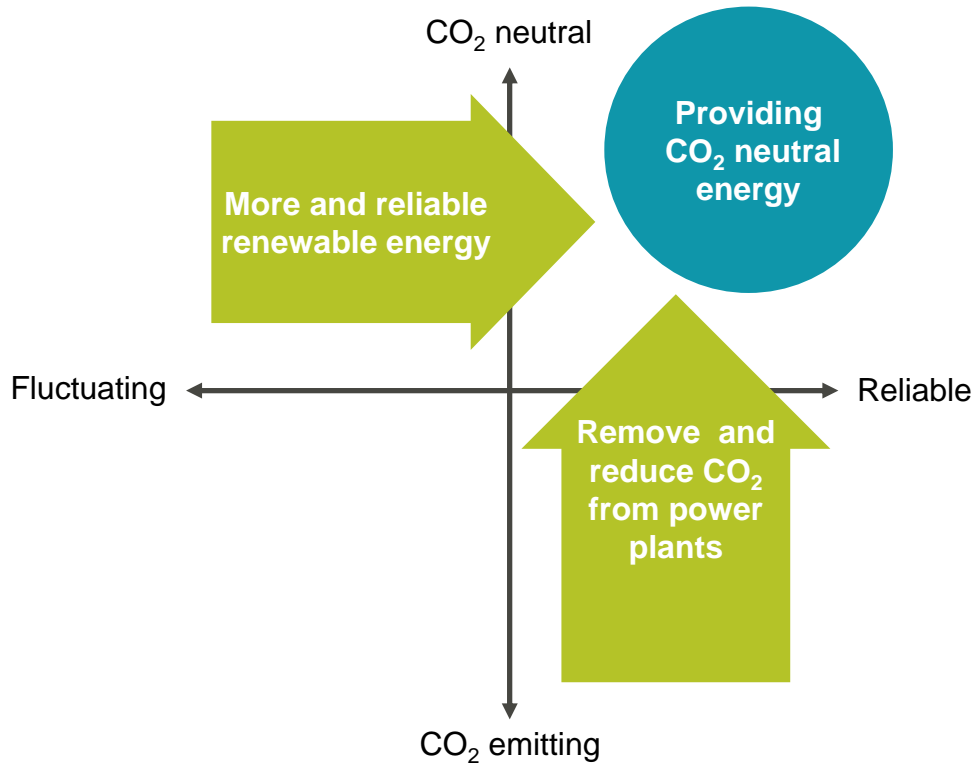 CO₂ neutral
Providing
CO₂ neutral
energy
More and reliable
renewable energy
Fluctuating
Reliable
Remove and
reduce CO₂
from power
plants
CO₂ emitting